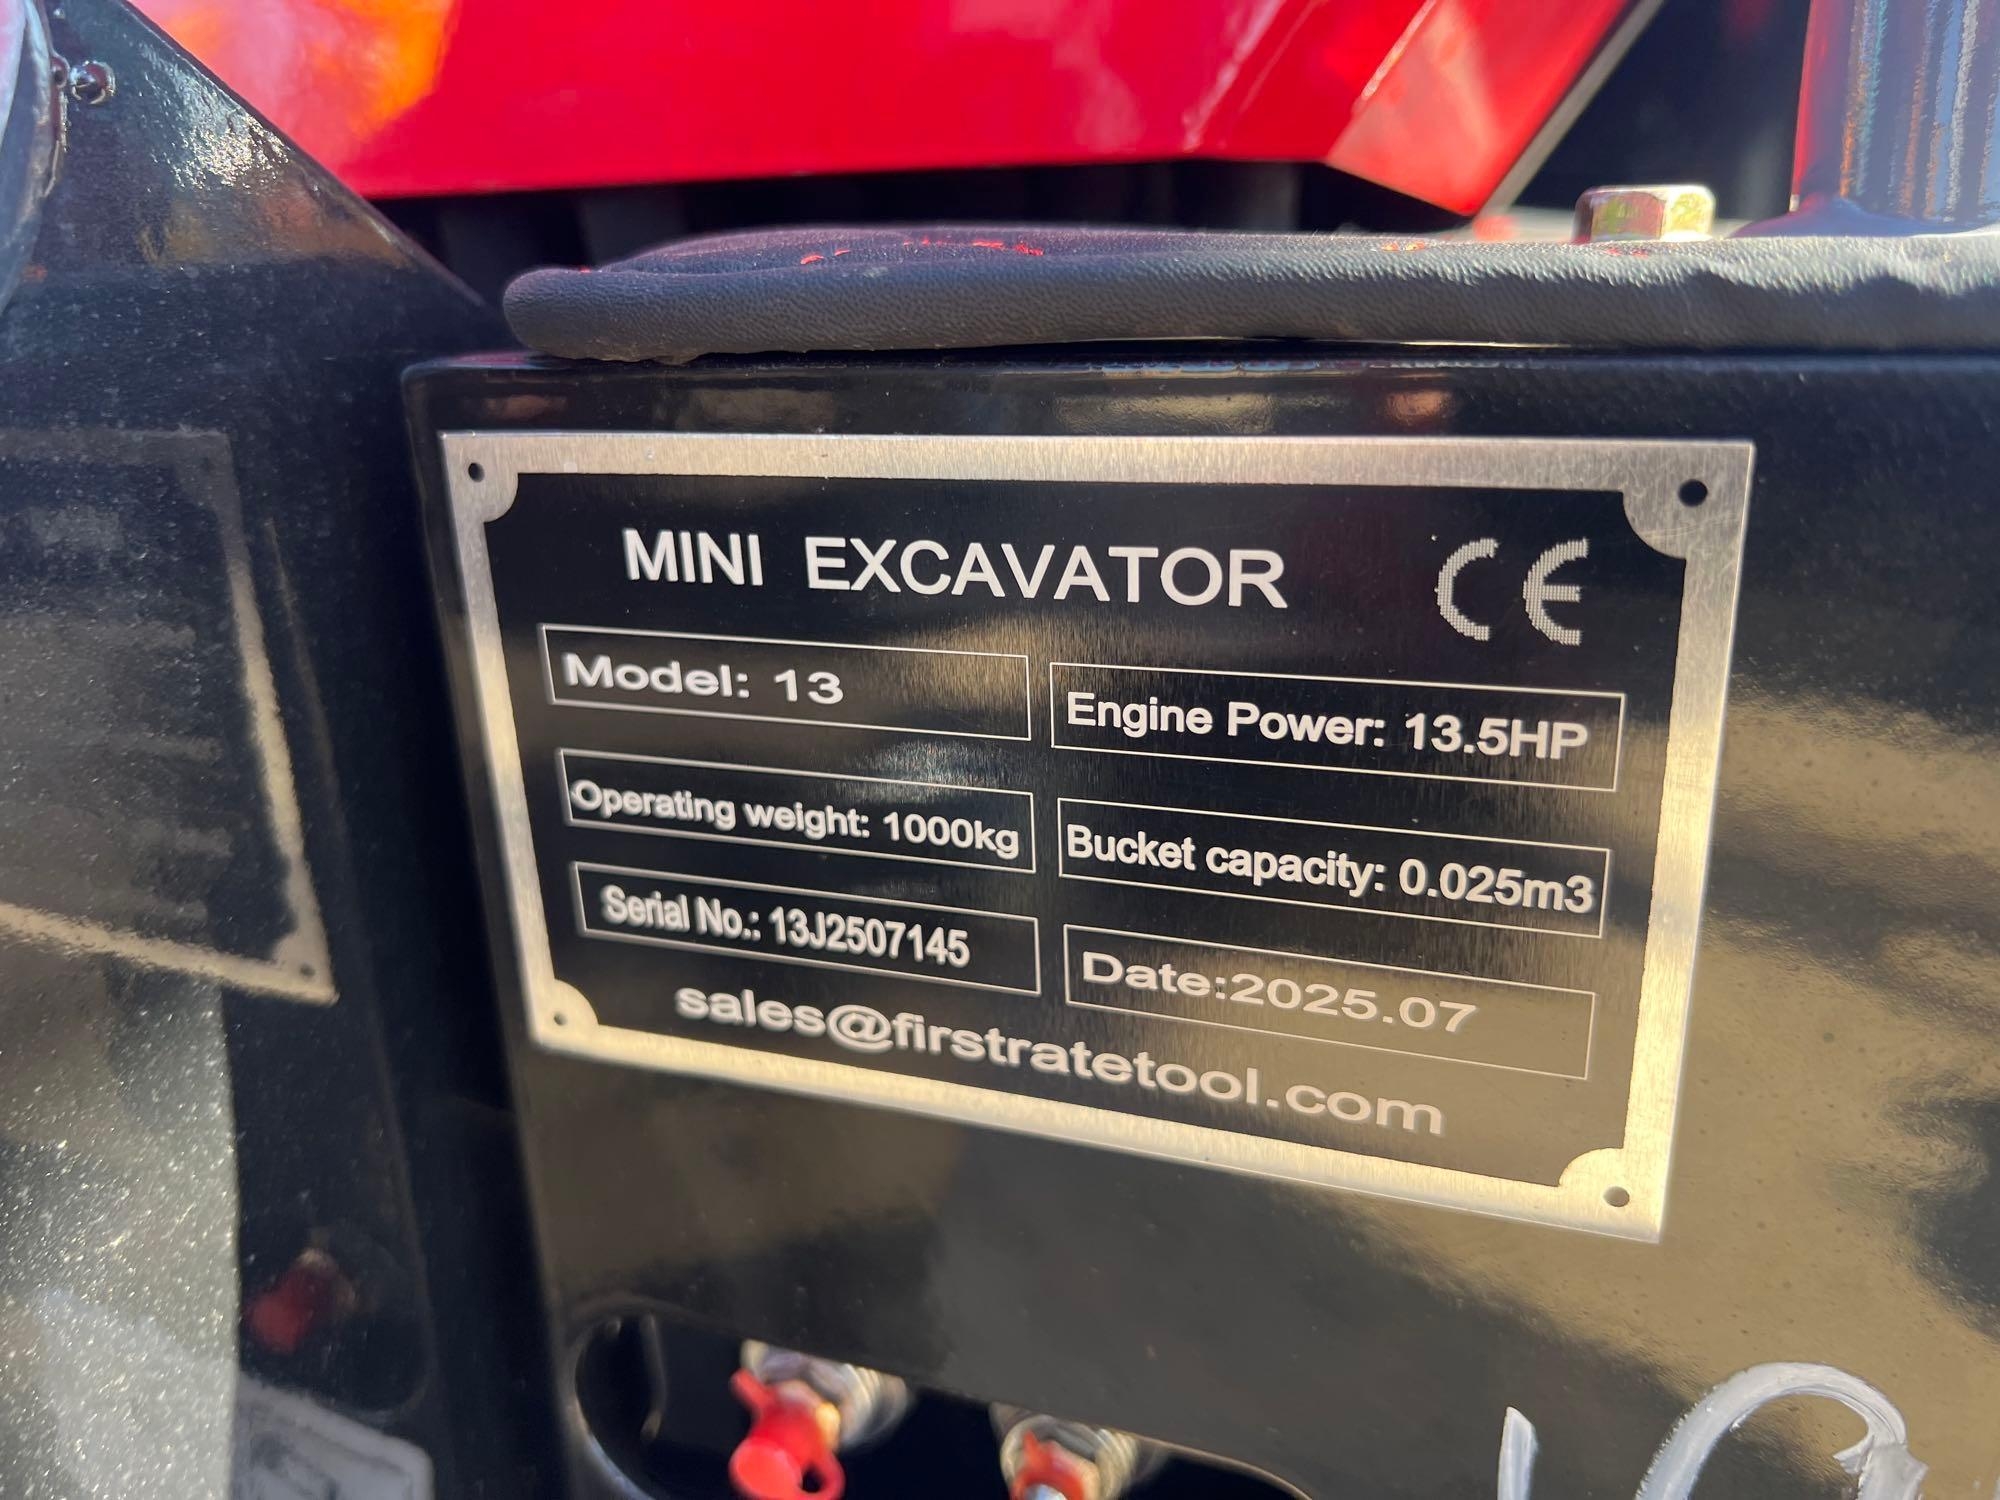 MINI EXCAVATOR CE
Model: 13
Engine Power: 13.5HP
Operating weight: 1000kg
Bucket capacity: 0.025m3
Serial No.: 13J2507145
Date:2025.07
sales@firstratetool.com